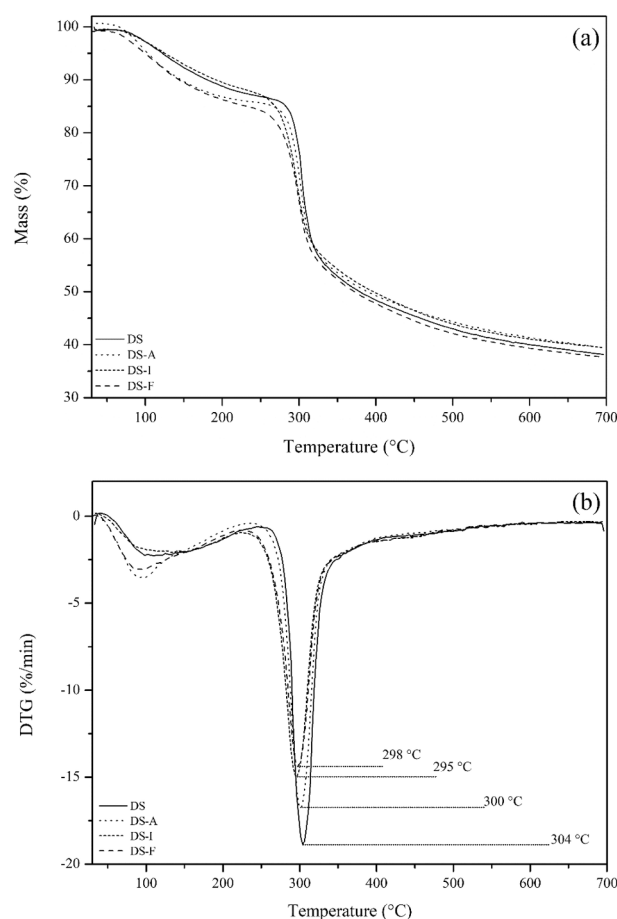 (a)
100
90
80
70
60
50
40
30
Mass (%)
DS
DS-A
DS-I
DS-F
100 200 300 400 500 600 700
Temperature (°C)
(b)
0
-5
-10
-15
-20
DTG (%/min)
298 °C
295 °C
300 °C
304 °C
DS
DS-A
DS-I
DS-F
100 200 300 400 500 600 700
Temperature (°C)